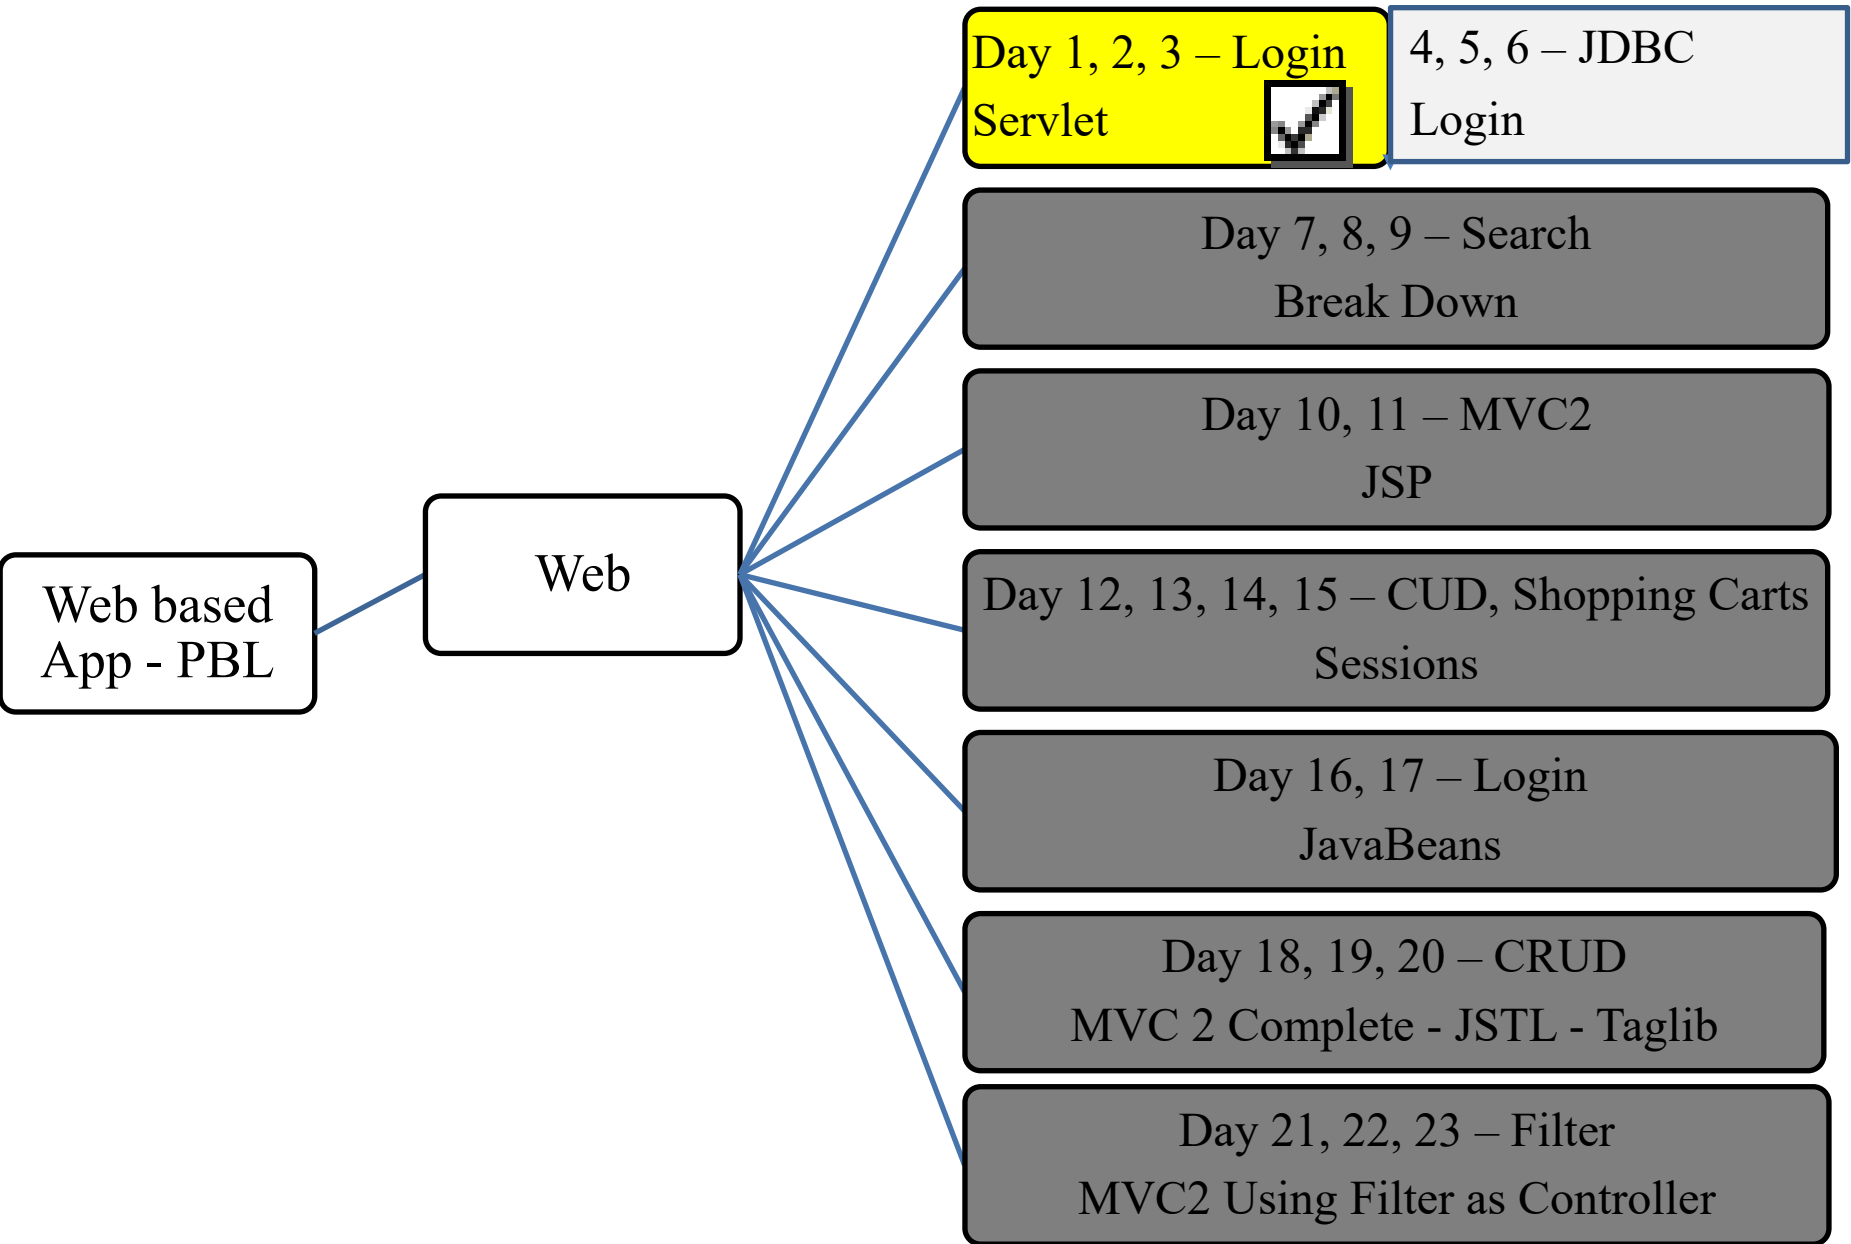 Web based
App - PBL
Web
Day 1, 2, 3 – Login
Servlet
4, 5, 6 – JDBC
Login
Day 7, 8, 9 – Search
Break Down
Day 10, 11 – MVC2
JSP
Day 12, 13, 14, 15 – CUD, Shopping Carts
Sessions
Day 16, 17 – Login
JavaBeans
Day 18, 19, 20 – CRUD
MVC 2 Complete - JSTL - Taglib
Day 21, 22, 23 – Filter
MVC2 Using Filter as Controller